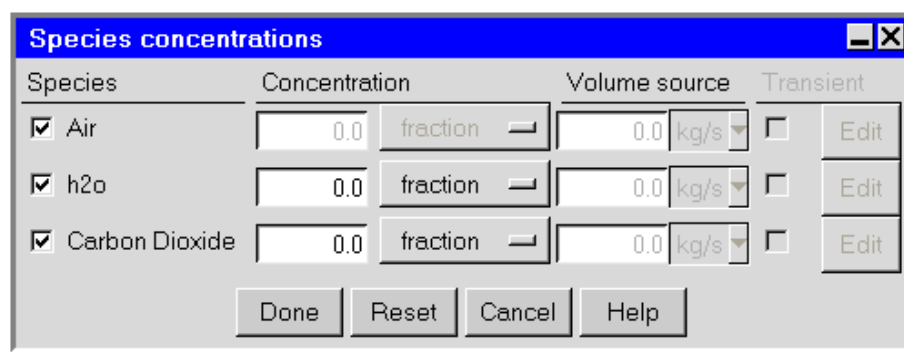 Species concentrations
Species Concentration Volume source Transient
Air 0.0 fraction 0.0 kg/s Edit
h2o 0.0 fraction 0.0 kg/s Edit
Carbon Dioxide 0.0 fraction 0.0 kg/s Edit
Done Reset Cancel Help